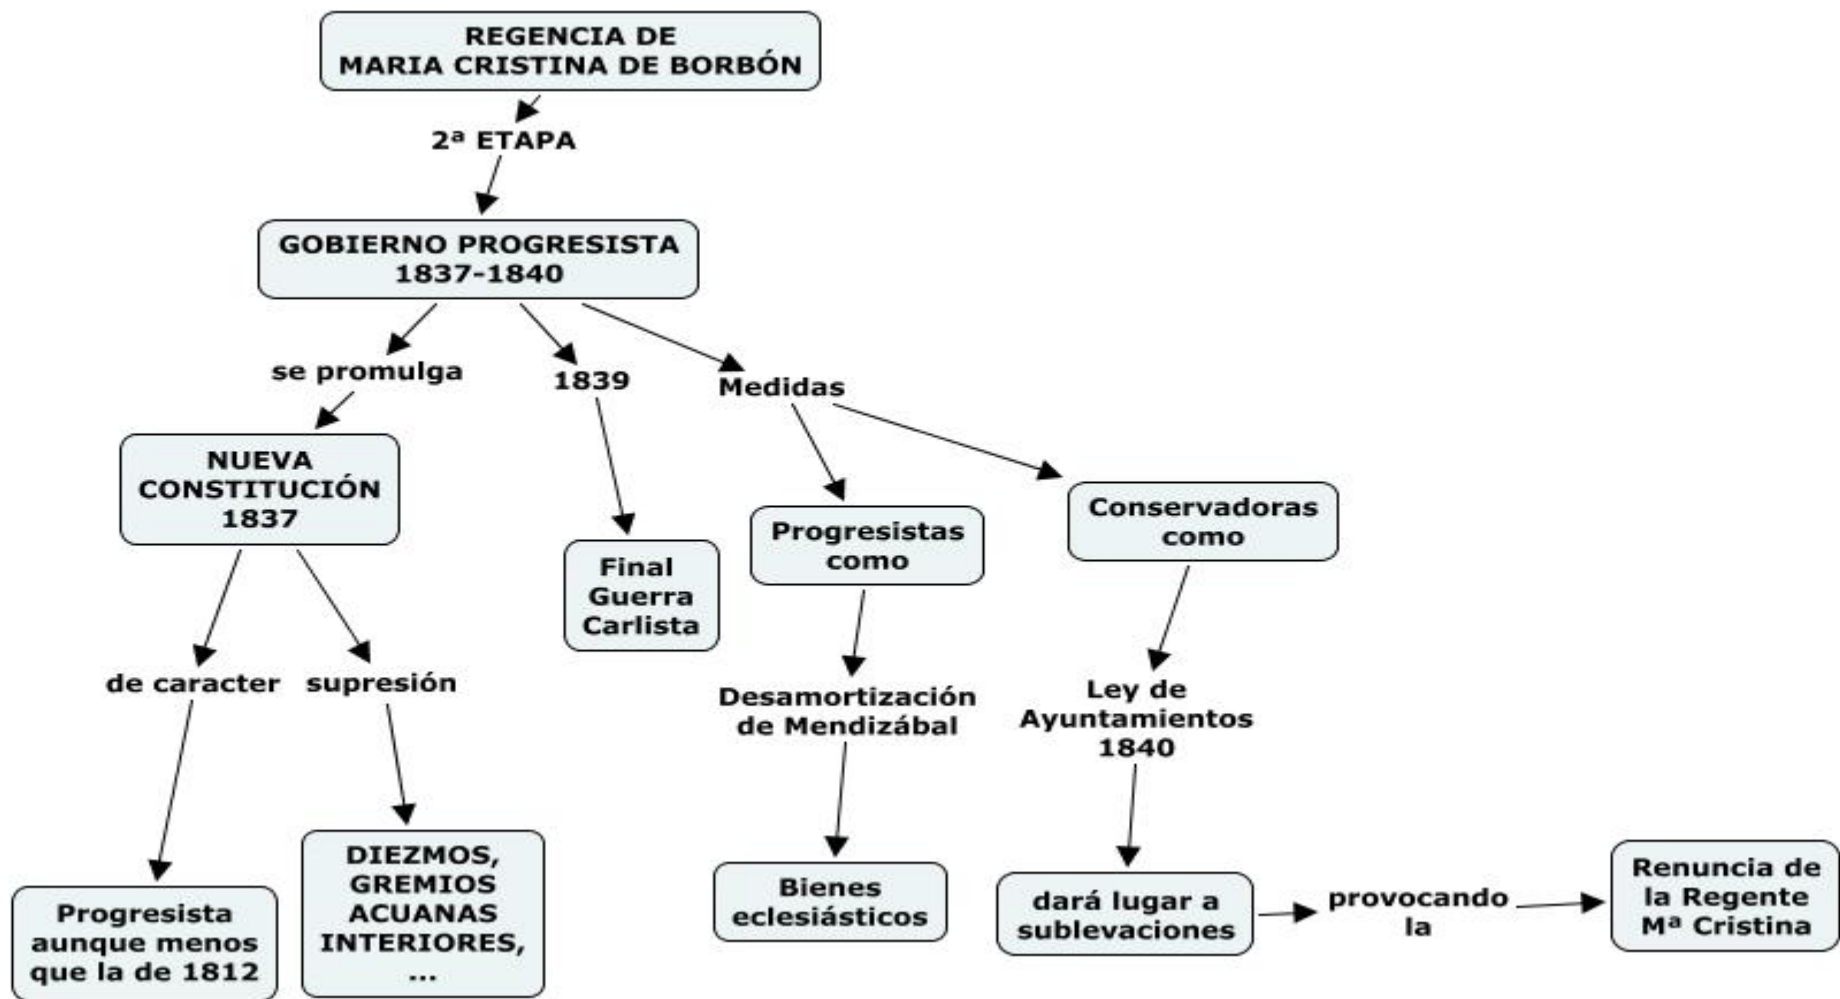 REGENCIA DE
MARIA CRISTINA DE BORBÓN
2ª ETAPA
GOBIERNO PROGRESISTA
1837-1840
se promulga
1839
Medidas
NUEVA
CONSTITUCIÓN
1837
Final
Guerra
Carlista
Progresistas
como
Conservadoras
como
de caracter
supresión
Desamortización
de Mendizábal
Ley de
Ayuntamientos
1840
Progresista
aunque menos
que la de 1812
DIEZMOS,
GREMIOS
ACUANAS
INTERIORES,
...
Bienes
eclesiásticos
dará lugar a
sublevaciones
provocando
la
Renuncia de
la Regente
Mª Cristina